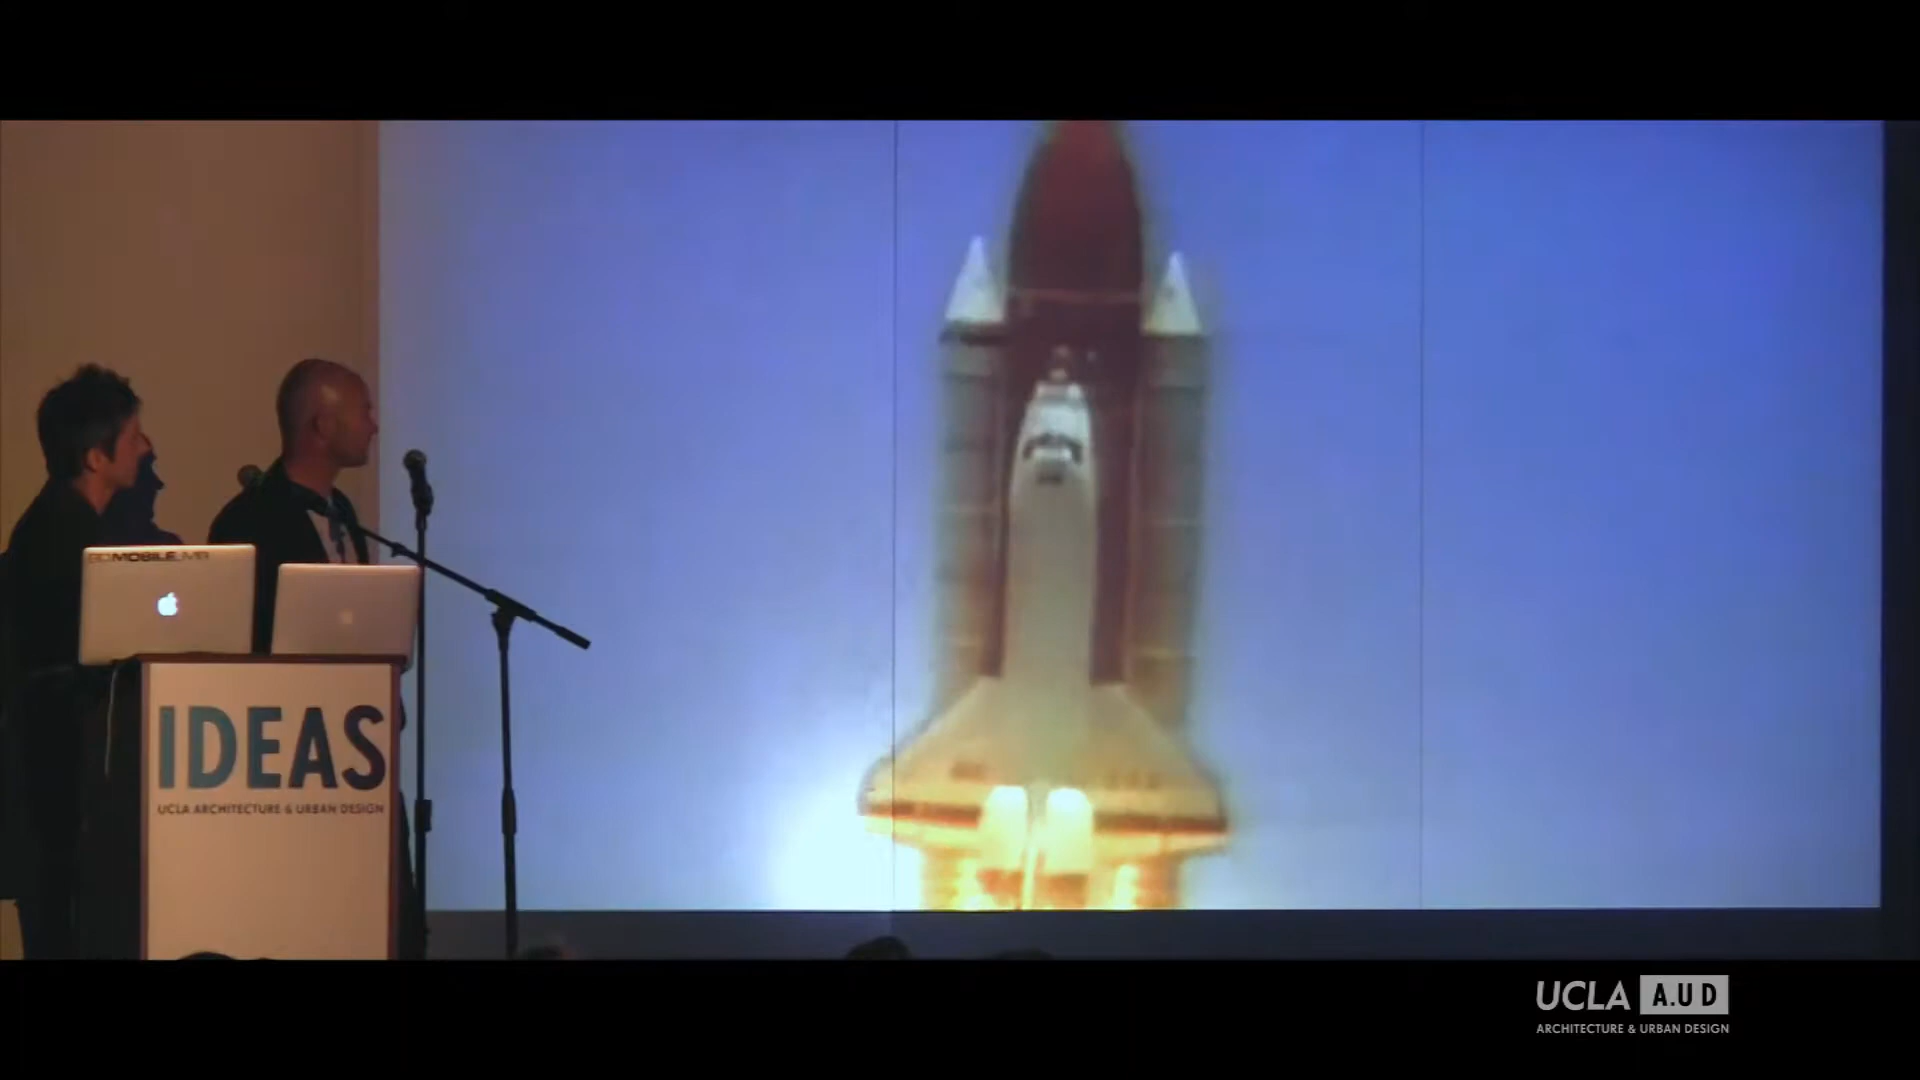 IDEAS
UCLA ARCHITECTURE & URBAN DESIGN
UCLA A.UD
ARCHITECTURE & URBAN DESIGN